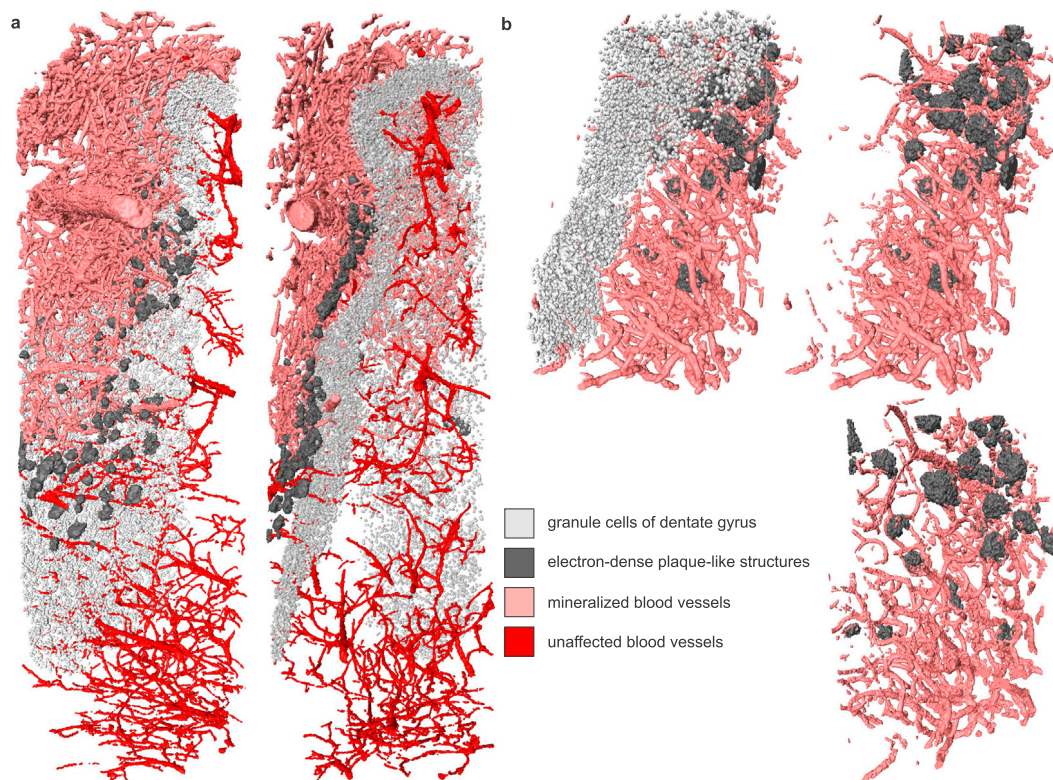 a
b
granule cells of dentate gyrus
electron-dense plaque-like structures
mineralized blood vessels
unaffected blood vessels